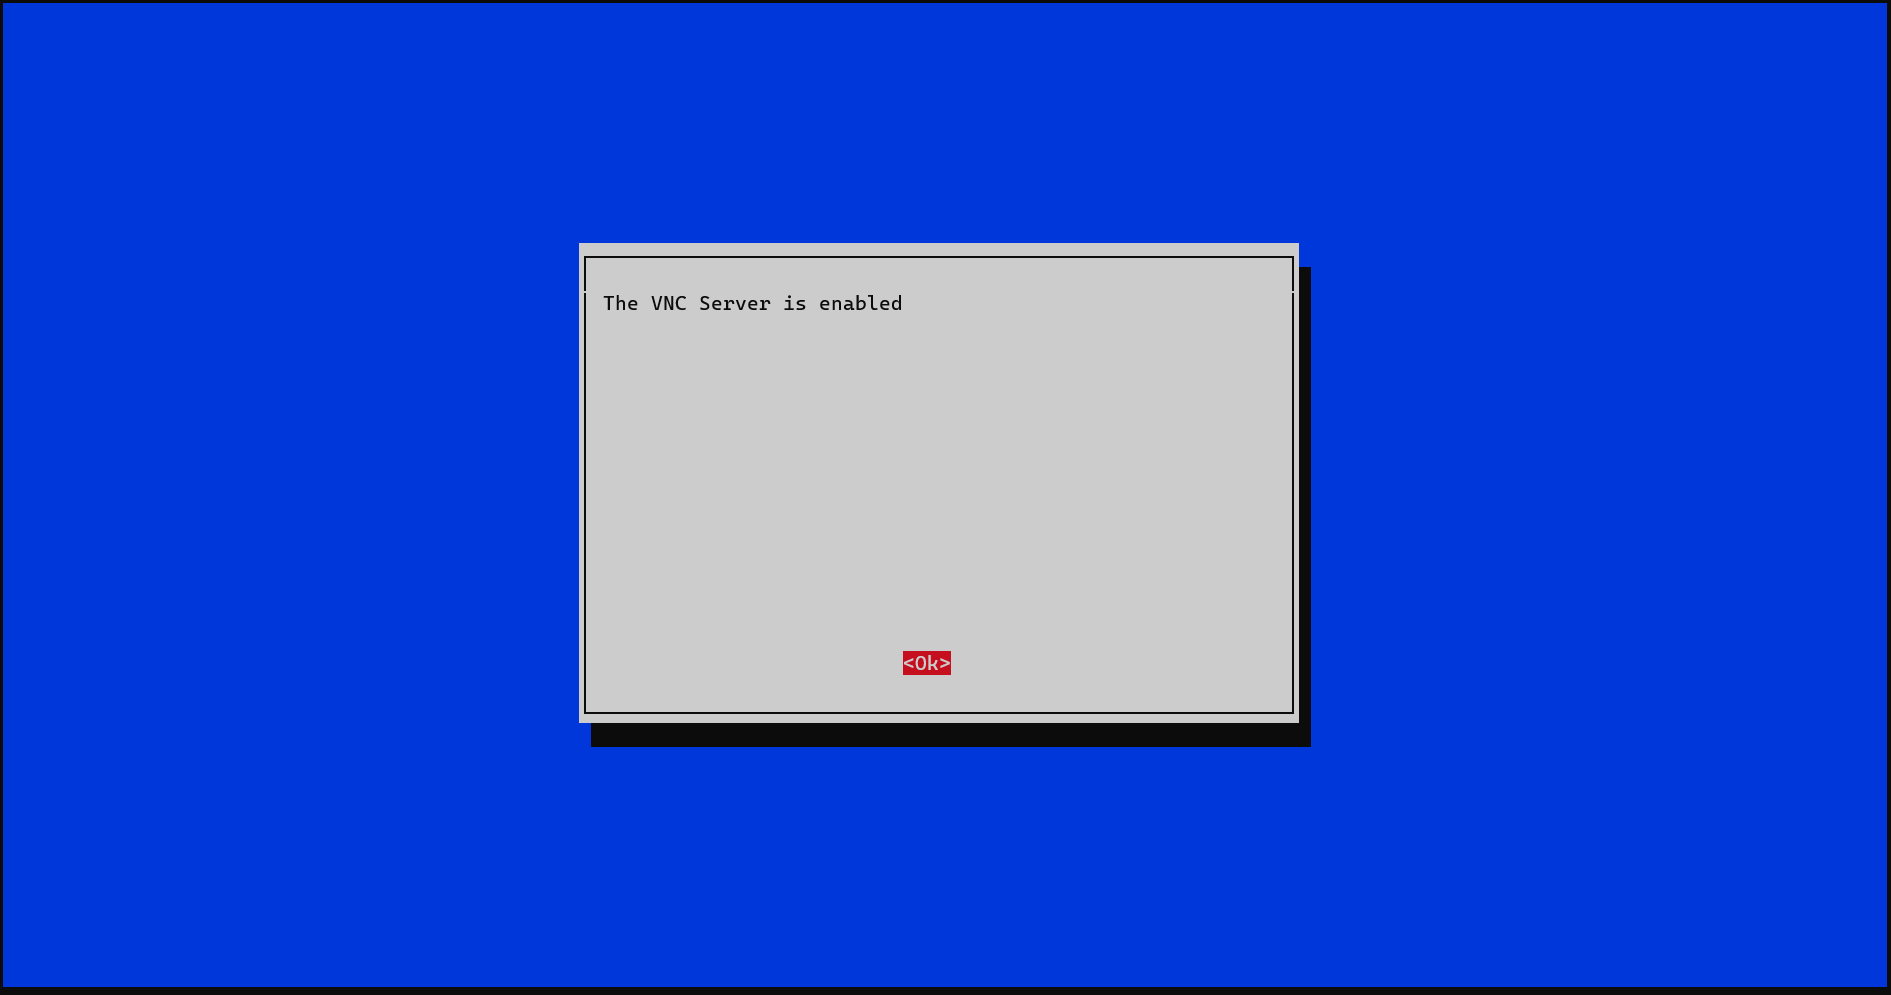 The VNC Server is enabled
<Ok>